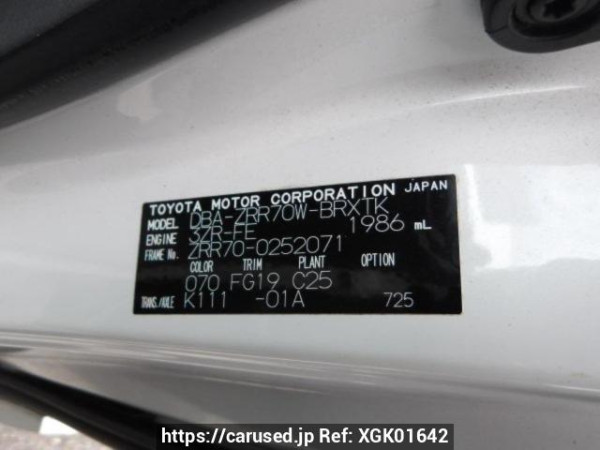 TOYOTA MOTOR CORPORATION JAPAN
MODEL DBA-ZRR70W-BRXTK
ENGINE 3ZR-FE 1986 mL
FRAME No. ZRR70-0252071
COLOR TRIM PLANT OPTION
070 FG19 C25
TRANS./AXLE K111 -01A 725
https://carused.jp Ref: XGK01642